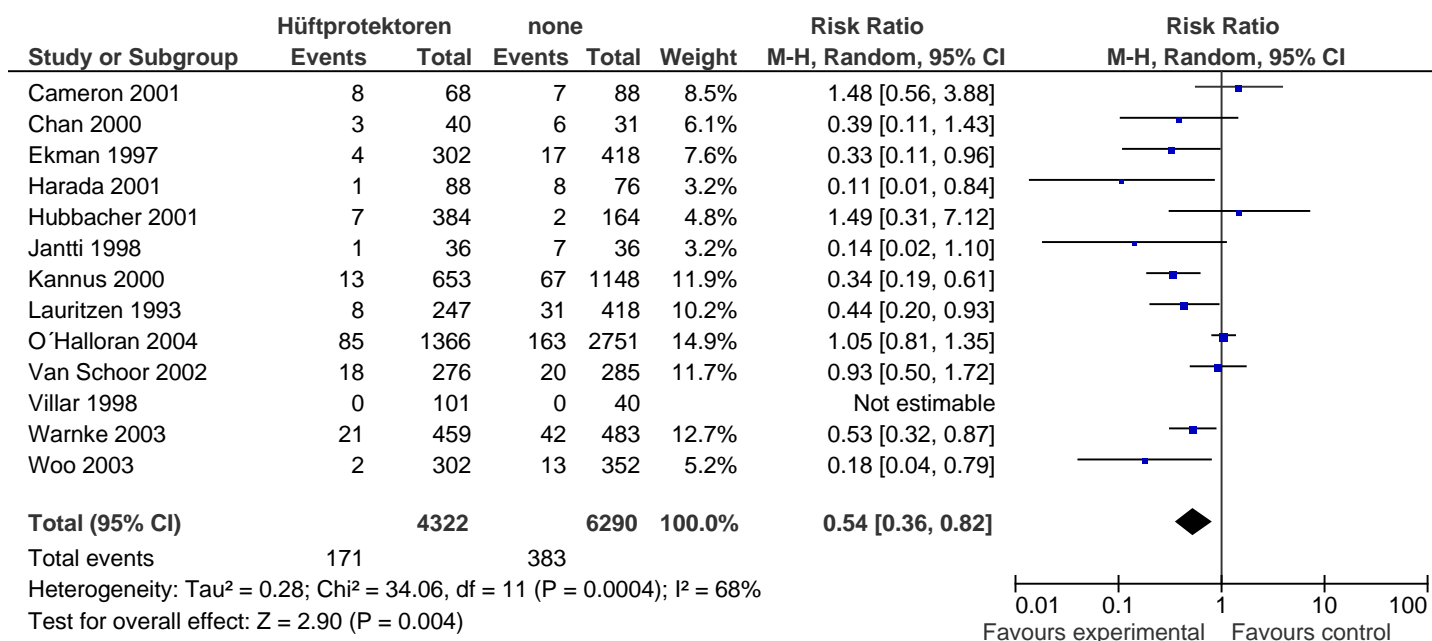 Hüftprotektoren none Risk Ratio Risk Ratio
Study or Subgroup Events Total Events Total Weight M-H, Random, 95% CI M-H, Random, 95% CI
Cameron 2001 8 68 7 88 8.5% 1.48 [0.56, 3.88]
Chan 2000 3 40 6 31 6.1% 0.39 [0.11, 1.43]
Ekman 1997 4 302 17 418 7.6% 0.33 [0.11, 0.96]
Harada 2001 1 88 8 76 3.2% 0.11 [0.01, 0.84]
Hubbacher 2001 7 384 2 164 4.8% 1.49 [0.31, 7.12]
Jantti 1998 1 36 7 36 3.2% 0.14 [0.02, 1.10]
Kannus 2000 13 653 67 1148 11.9% 0.34 [0.19, 0.61]
Lauritzen 1993 8 247 31 418 10.2% 0.44 [0.20, 0.93]
O´Halloran 2004 85 1366 163 2751 14.9% 1.05 [0.81, 1.35]
Van Schoor 2002 18 276 20 285 11.7% 0.93 [0.50, 1.72]
Villar 1998 0 101 0 40 Not estimable
Warnke 2003 21 459 42 483 12.7% 0.53 [0.32, 0.87]
Woo 2003 2 302 13 352 5.2% 0.18 [0.04, 0.79]
Total (95% CI) 4322 6290 100.0% 0.54 [0.36, 0.82]
Total events 171 383
Heterogeneity: Tau² = 0.28; Chi² = 34.06, df = 11 (P = 0.0004); I² = 68%
Test for overall effect: Z = 2.90 (P = 0.004)
0.01 0.1 1 10 100
Favours experimental Favours control